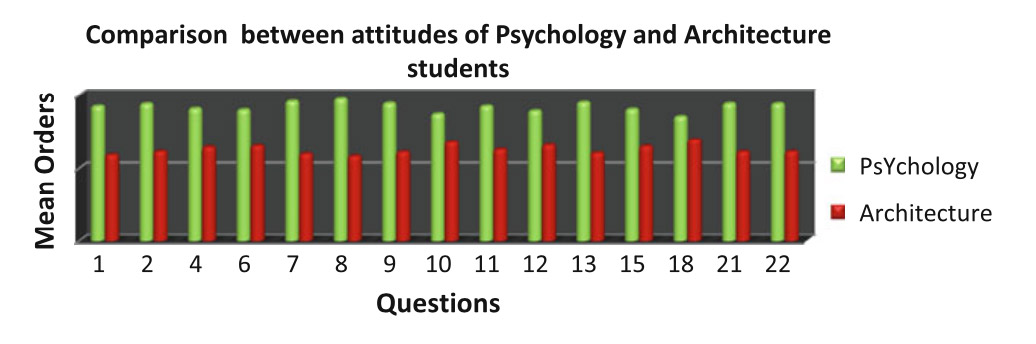 Comparison between attitudes of Psychology and Architecture
students
Mean Orders
PsYchology
Architecture
1 2 4 6 7 8 9 10 11 12 13 15 18 21 22
Questions